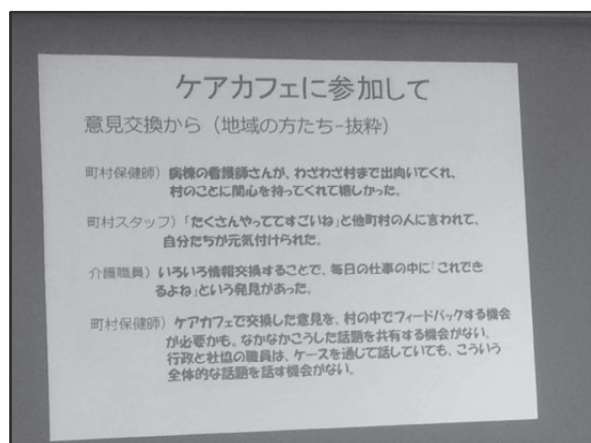 ケアカフェに参加して
意見交換から（地域の方たち-抜粋）
町村保健師）病棟の看護師さんが、わざわざ村まで出向いてくれ、
村のことに関心を持ってくれて嬉しかった。
町村スタッフ）「たくさんやっててすごいね」と他町村の人に言われて、
自分たちが元気付けられた。
介護職員）いろいろ情報交換することで、毎日の仕事の中に「これでき
るよね」という発見があった。
町村保健師）ケアカフェで交換した意見を、村の中でフィードバックする機会
が必要かも。なかなかこうした話題を共有する機会がない。
行政と社協の職員は、ケースを通して話していても、こういう
全体的な話題を話す機会がない。